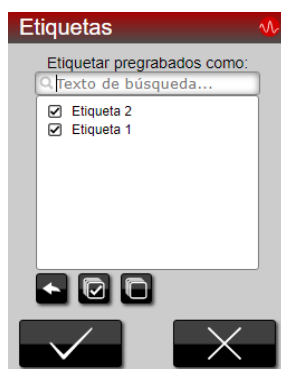 Etiquetas
Etiquetar pregrabados como:
Texto de búsqueda...
Etiqueta 2
Etiqueta 1